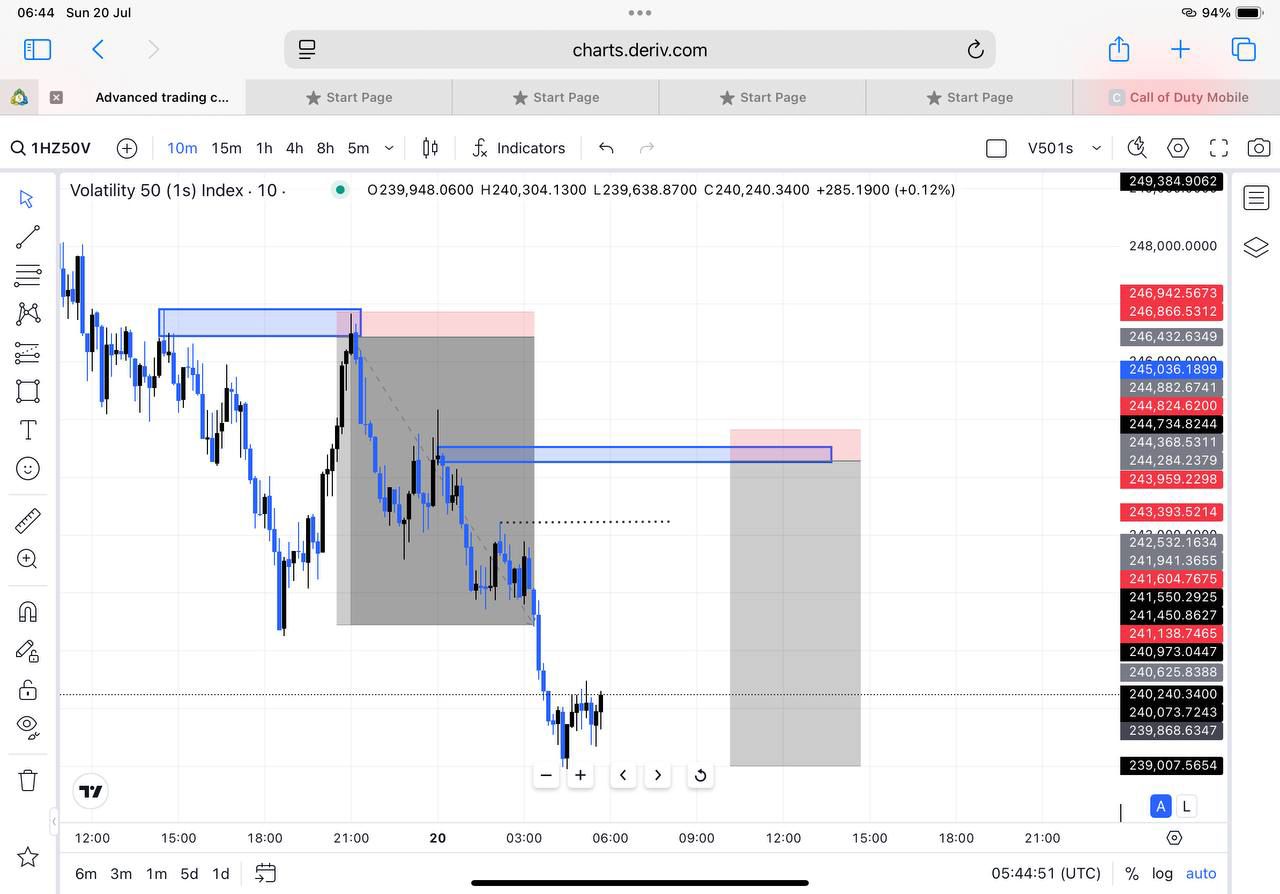 06:44 Sun 20 Jul
94%
charts.deriv.com
Advanced trading c...
Start Page
Start Page
Start Page
Start Page
C Call of Duty Mobile
1HZ50V
10m 15m 1h 4h 8h 5m
Indicators
V501s
Volatility 50 (1s) Index · 10 ·
O239,948.0600 H240,304.1300 L239,638.8700 C240,240.3400 +285.1900 (+0.12%)
249,384.9062
248,000.0000
246,942.5673
246,866.5312
246,432.6349
245,036.1899
244,882.6741
244,824.6200
244,734.8244
244,368.5311
244,284.2379
243,959.2298
243,393.5214
242,532.1634
241,941.3655
241,604.7675
241,550.2925
241,450.8627
241,138.7465
240,973.0447
240,625.8388
240,240.3400
240,073.7243
239,868.6347
239,007.5654
A L
12:00 15:00 18:00 21:00 20 03:00 06:00 09:00 12:00 15:00 18:00 21:00
6m 3m 1m 5d 1d
05:44:51 (UTC) % log auto